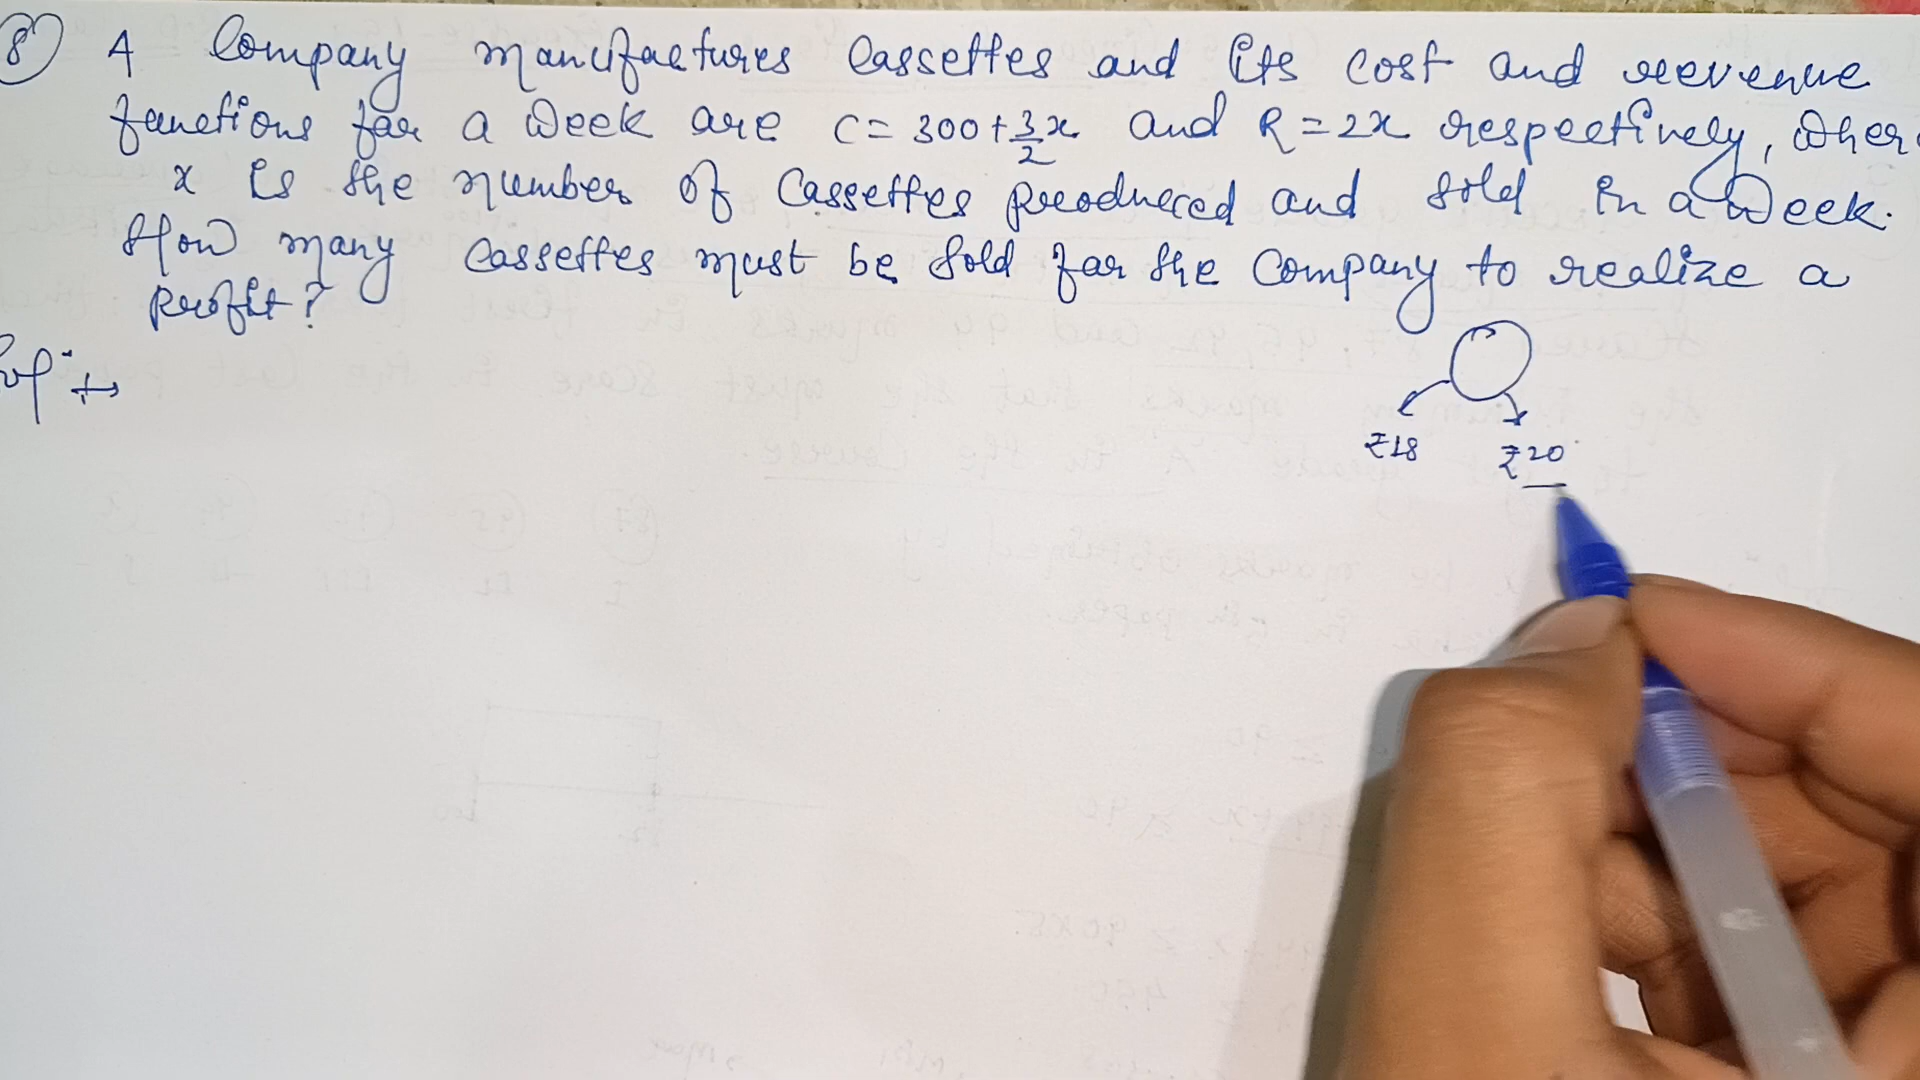 8 A Company manufactures Cassettes and its cost and revenue
functions for a week are C = 300 + 3/2 x and R = 2x respectively, wher
x is the number of Cassettes produced and sold in a week.
How many cassettes must be sold for the company to realize a
profit?
Sol:→
₹18 ₹20